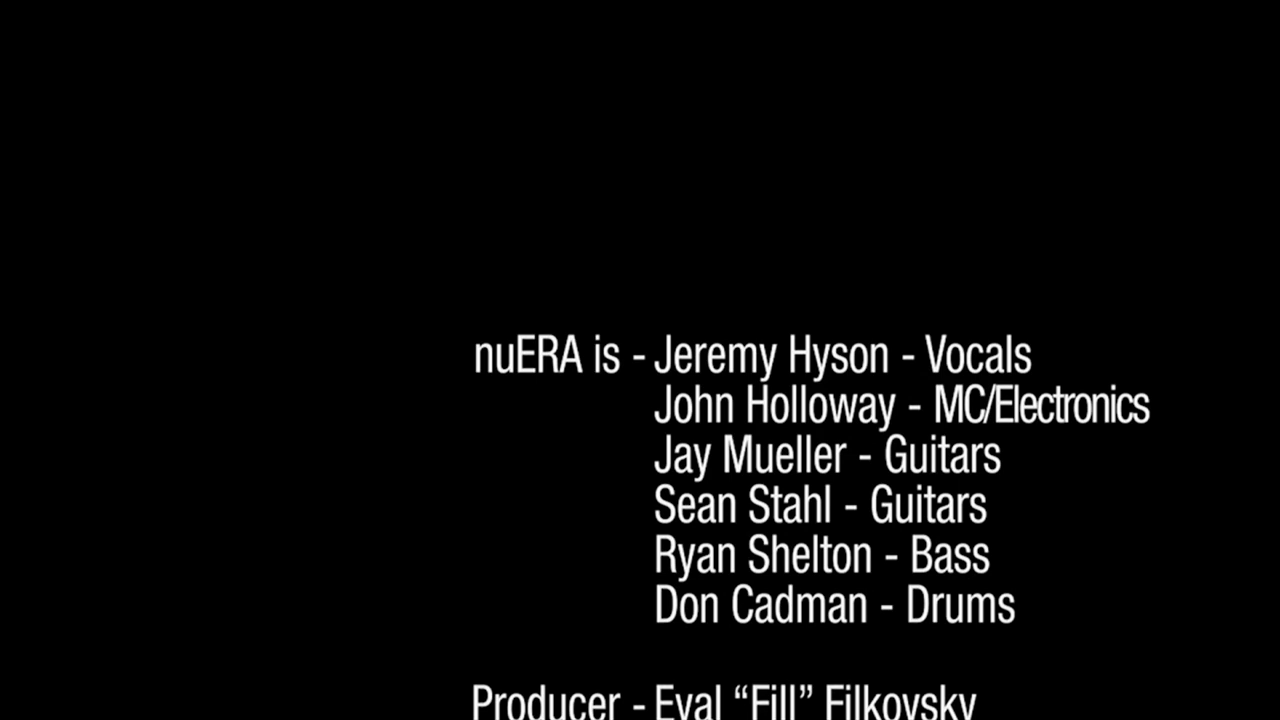 nuERA is - Jeremy Hyson - Vocals
John Holloway - MC/Electronics
Jay Mueller - Guitars
Sean Stahl - Guitars
Ryan Shelton - Bass
Don Cadman - Drums
Producer - Eyal “Fill” Filkovsky